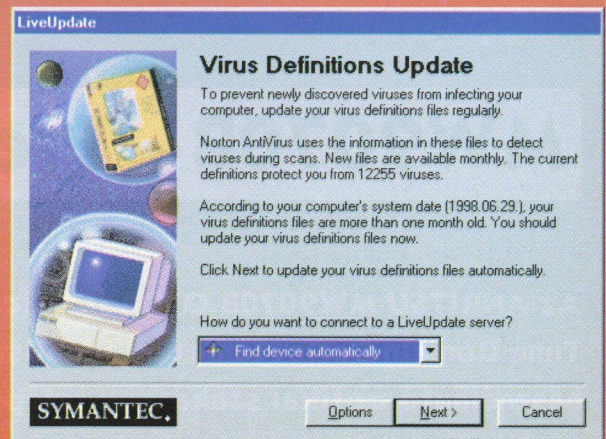 LiveUpdate
Virus Definitions Update
To prevent newly discovered viruses from infecting your
computer, update your virus definitions files regularly.
Norton AntiVirus uses the information in these files to detect
viruses during scans. New files are available monthly. The current
definitions protect you from 12255 viruses.
According to your computer's system date (1998.06.29.), your
virus definitions files are more than one month old. You should
update your virus definitions files now.
Click Next to update your virus definitions files automatically.
How do you want to connect to a LiveUpdate server?
Find device automatically
SYMANTEC.
Options
Next >
Cancel